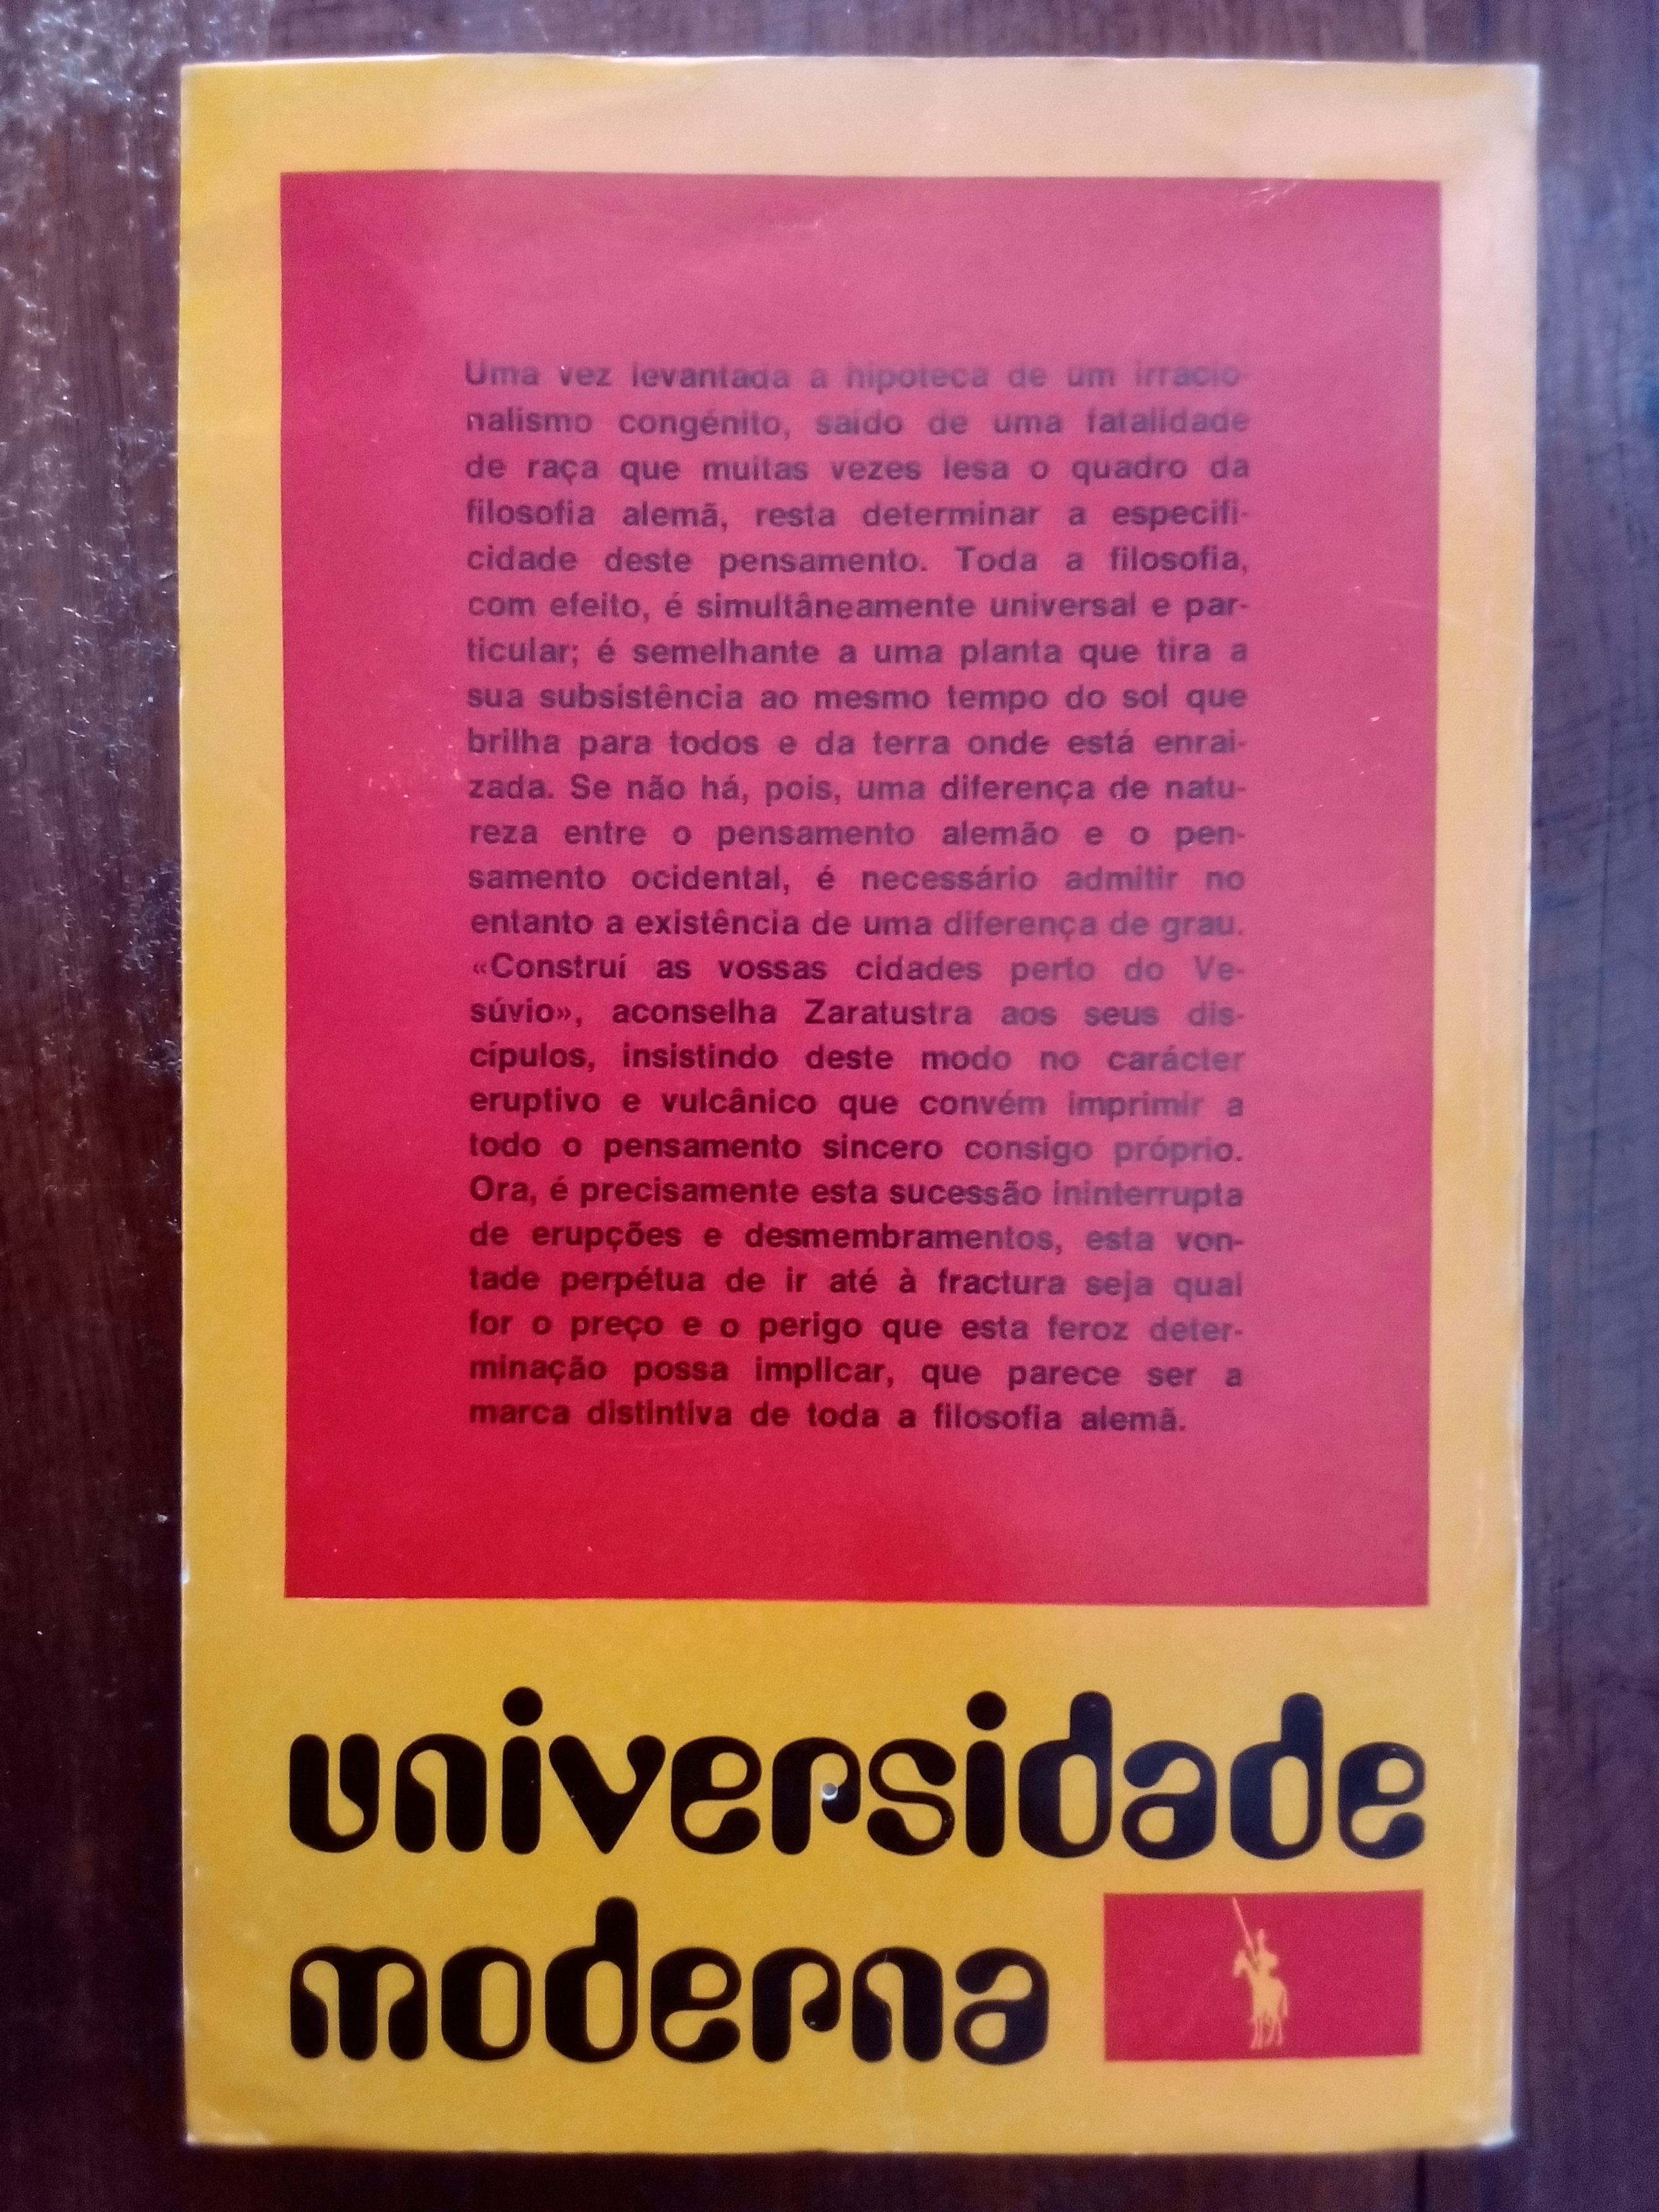 Uma vez levantada a hipoteca de um irracio-
nalismo congénito, saído de uma fatalidade
de raça que muitas vezes lesa o quadro da
filosofia alemã, resta determinar a especifi-
cidade deste pensamento. Toda a filosofia,
com efeito, é simultâneamente universal e par-
ticular; é semelhante a uma planta que tira a
sua subsistência ao mesmo tempo do sol que
brilha para todos e da terra onde está enrai-
zada. Se não há, pois, uma diferença de natu-
reza entre o pensamento alemão e o pen-
samento ocidental, é necessário admitir no
entanto a existência de uma diferença de grau.
«Construí as vossas cidades perto do Ve-
súvio», aconselha Zaratustra aos seus dis-
cípulos, insistindo deste modo no carácter
eruptivo e vulcânico que convém imprimir a
todo o pensamento sincero consigo próprio.
Ora, é precisamente esta sucessão ininterrupta
de erupções e desmembramentos, esta von-
tade perpétua de ir até à fractura seja qual
for o preço e o perigo que esta feroz deter-
minação possa implicar, que parece ser a
marca distintiva de toda a filosofia alemã.
universidade
moderna